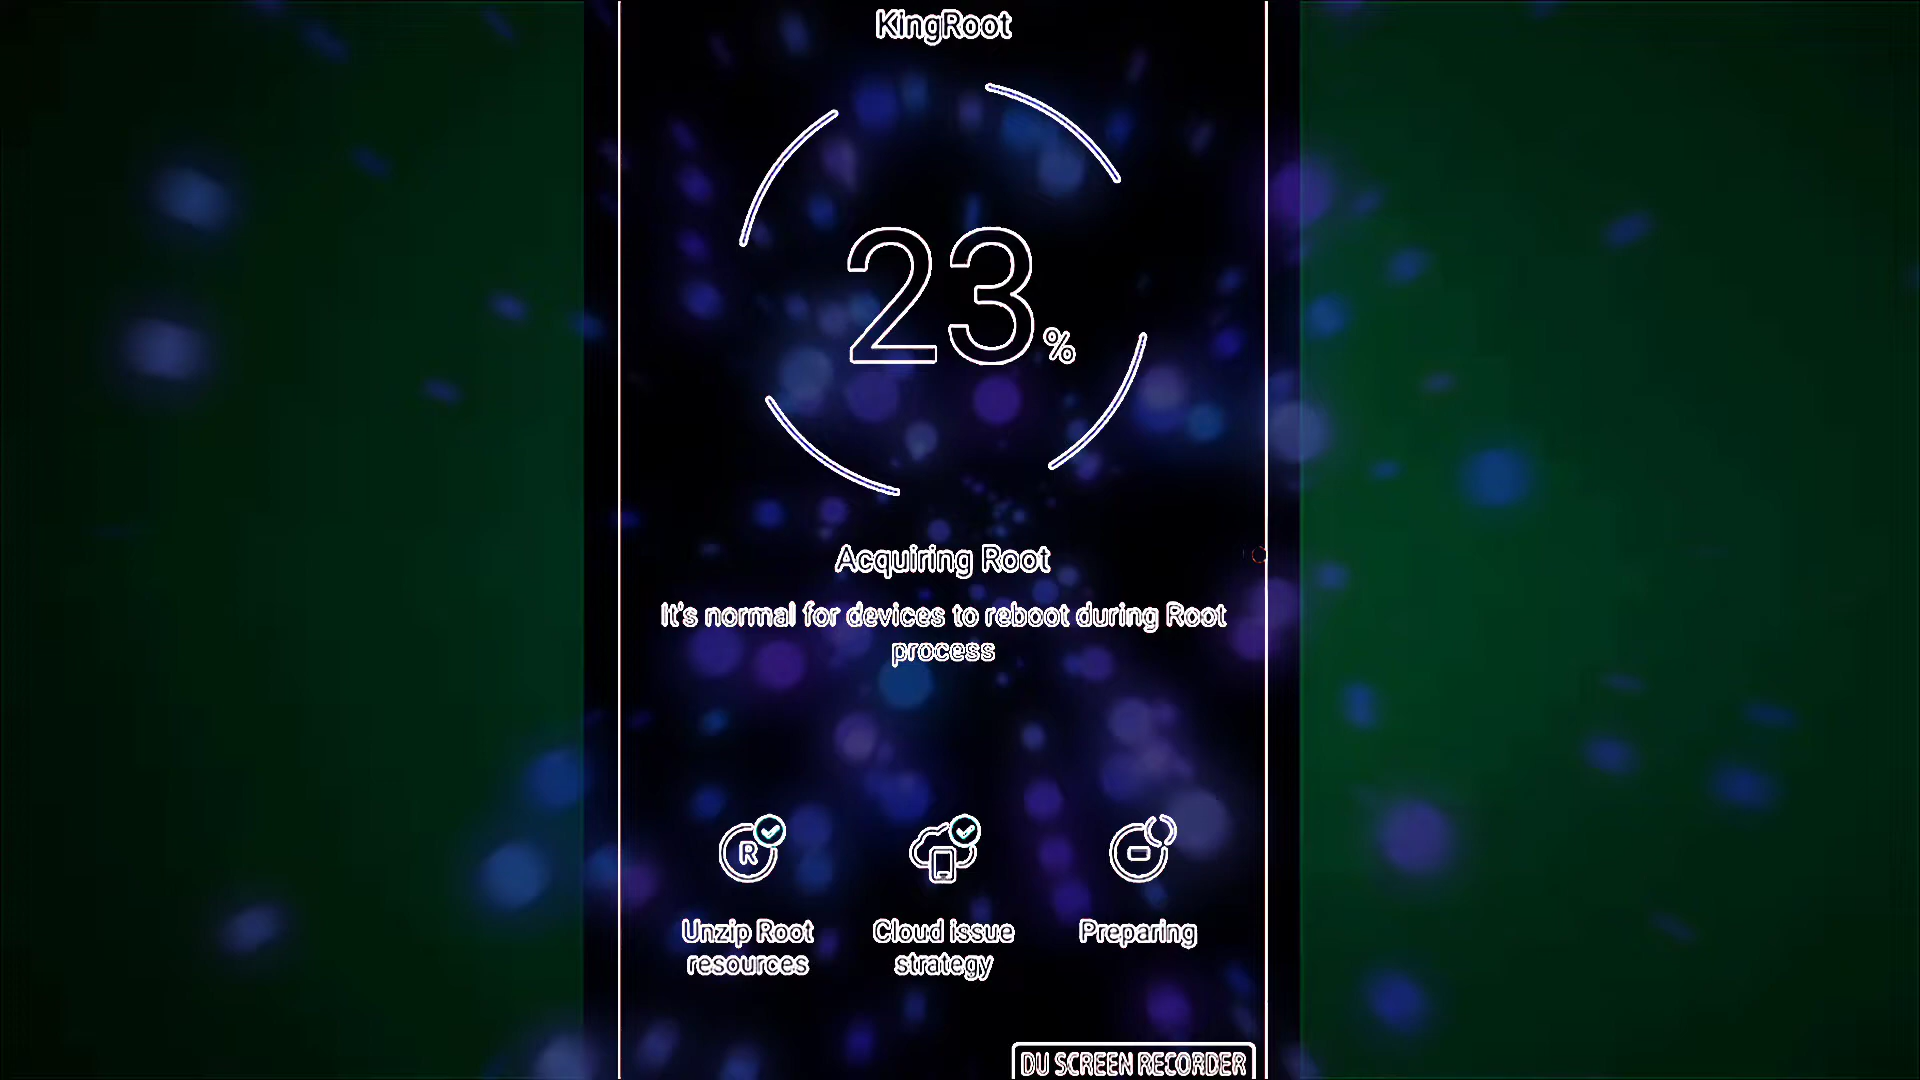 KingRoot
23%
Acquiring Root
It's normal for devices to reboot during Root
process
R
Unzip Root
resources
Cloud issue
strategy
Preparing
DU SCREEN RECORDER